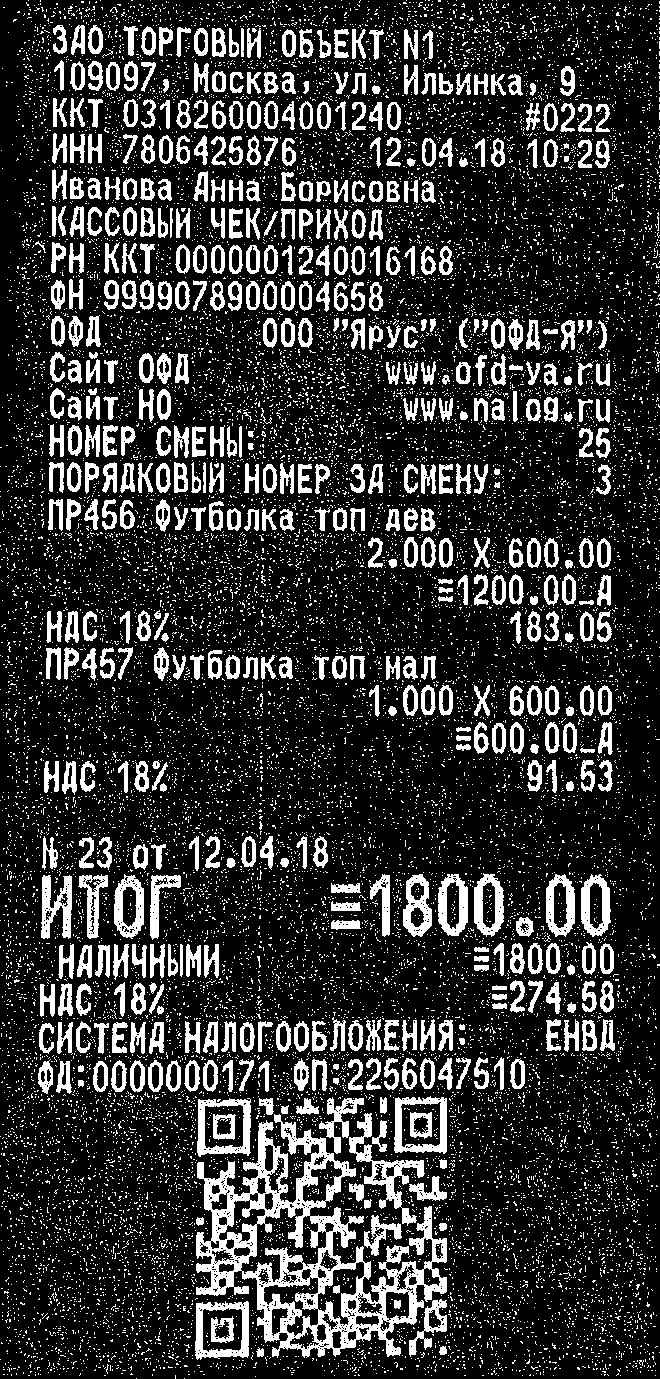 ЗАО ТОРГОВЫЙ ОБЪЕКТ N1
109097, Москва, ул. Ильинка, 9
ККТ 0318260004001240 #0222
ИНН 7806425876 12.04.18 10:29
Иванова Анна Борисовна
КАССОВЫЙ ЧЕК/ПРИХОД
РН ККТ 0000001240016168
ФН 9999078900004658
ОФД ООО "Ярус" ("ОФД-Я")
Сайт ОФД www.ofd-ya.ru
Сайт НО www.nalog.ru
НОМЕР СМЕНЫ: 25
ПОРЯДКОВЫЙ НОМЕР ЗА СМЕНУ: 3
ПР456 Футболка топ дев
2.000 X 600.00
≡1200.00_А
НДС 18% 183.05
ПР457 Футболка топ мал
1.000 X 600.00
≡600.00_А
НДС 18% 91.53
№ 23 от 12.04.18
ИТОГ ≡1800.00
НАЛИЧНЫМИ ≡1800.00
НДС 18% ≡274.58
СИСТЕМА НАЛОГООБЛОЖЕНИЯ: ЕНВД
ФД:0000000171 ФП:2256047510